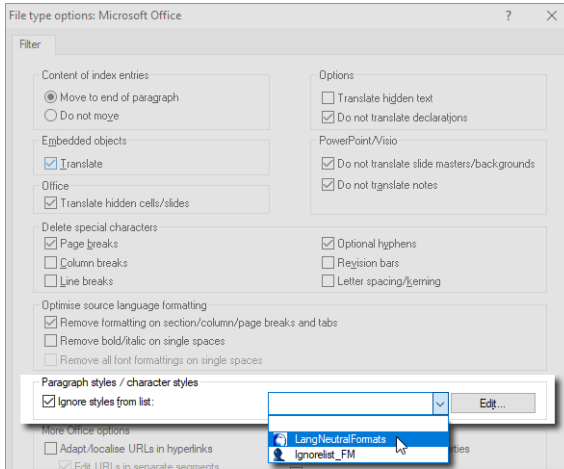 File type options: Microsoft Office
Filter
Content of index entries
Move to end of paragraph
Do not move
Options
Translate hidden text
Do not translate declarations
Embedded objects
Translate
PowerPoint/Visio
Do not translate slide masters/backgrounds
Do not translate notes
Office
Translate hidden cells/slides
Delete special characters
Page breaks
Column breaks
Line breaks
Optional hyphens
Revision bars
Letter spacing/kerning
Optimise source language formatting
Remove formatting on section/column/page breaks and tabs
Remove bold/italic on single spaces
Remove all font formattings on single spaces
Paragraph styles / character styles
Ignore styles from list:
Edit...
LangNeutralFormats
Ignorelist_FM
More Office options
Adapt/localise URLs in hyperlinks
Edit URLs in separate segments